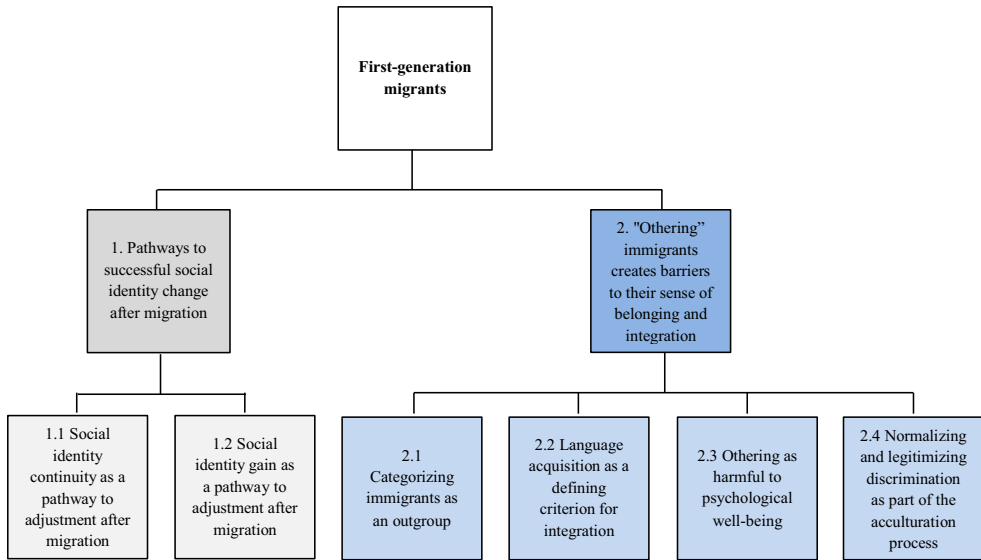 First-generation
migrants
1. Pathways to
successful social
identity change
after migration
2. "Othering”
immigrants
creates barriers
to their sense of
belonging and
integration
1.1 Social
identity
continuity as a
pathway to
adjustment after
migration
1.2 Social
identity gain as
a pathway to
adjustment after
migration
2.1
Categorizing
immigrants as
an outgroup
2.2 Language
acquisition as a
defining
criterion for
integration
2.3 Othering as
harmful to
psychological
well-being
2.4 Normalizing
and legitimizing
discrimination
as part of the
acculturation
process